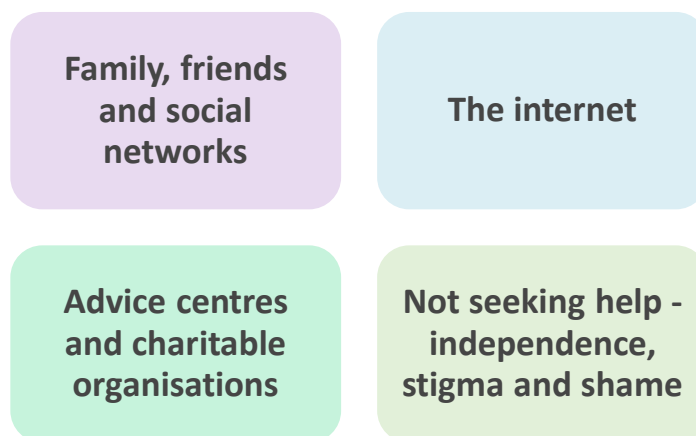 Family, friends
and social
networks
The internet
Advice centres
and charitable
organisations
Not seeking help -
independence,
stigma and shame